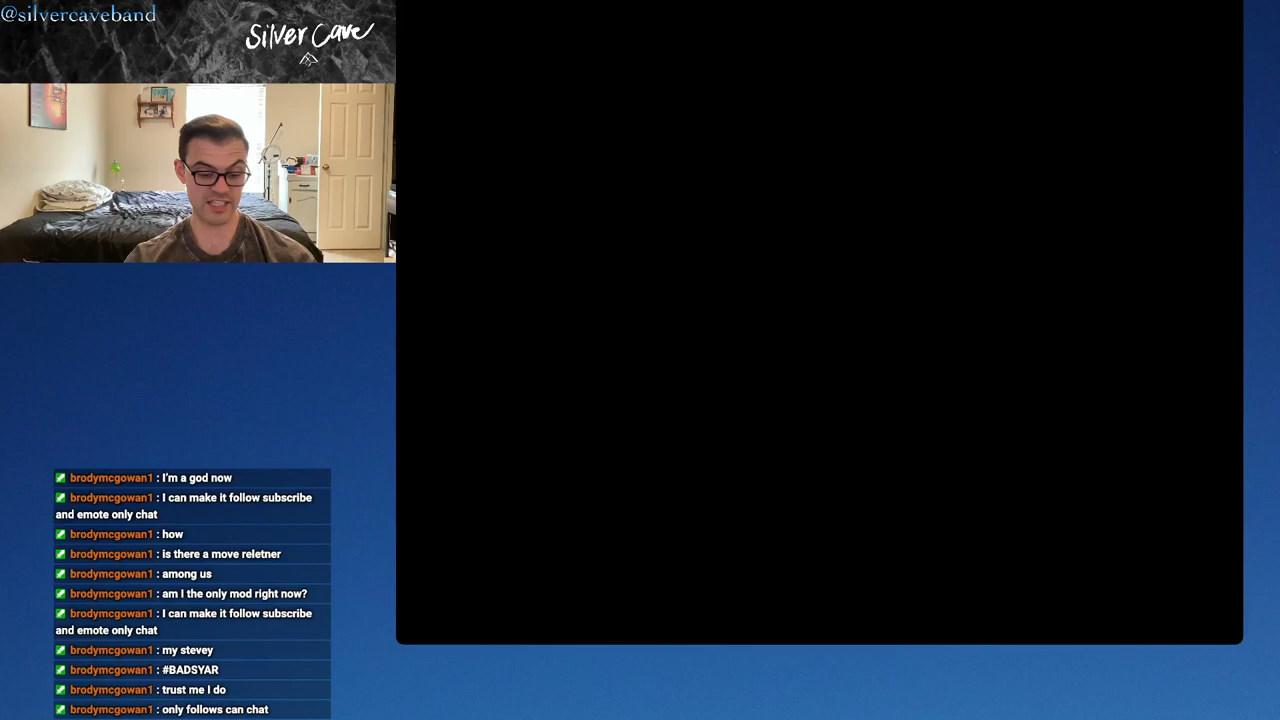 @silvercaveband
Silver Cave
brodymcgowan1 : I'm a god now
brodymcgowan1 : I can make it follow subscribe
and emote only chat
brodymcgowan1 : how
brodymcgowan1 : is there a move reletner
brodymcgowan1 : among us
brodymcgowan1 : am I the only mod right now?
brodymcgowan1 : I can make it follow subscribe
and emote only chat
brodymcgowan1 : my stevey
brodymcgowan1 : #BADSYAR
brodymcgowan1 : trust me I do
brodymcgowan1 : only follows can chat